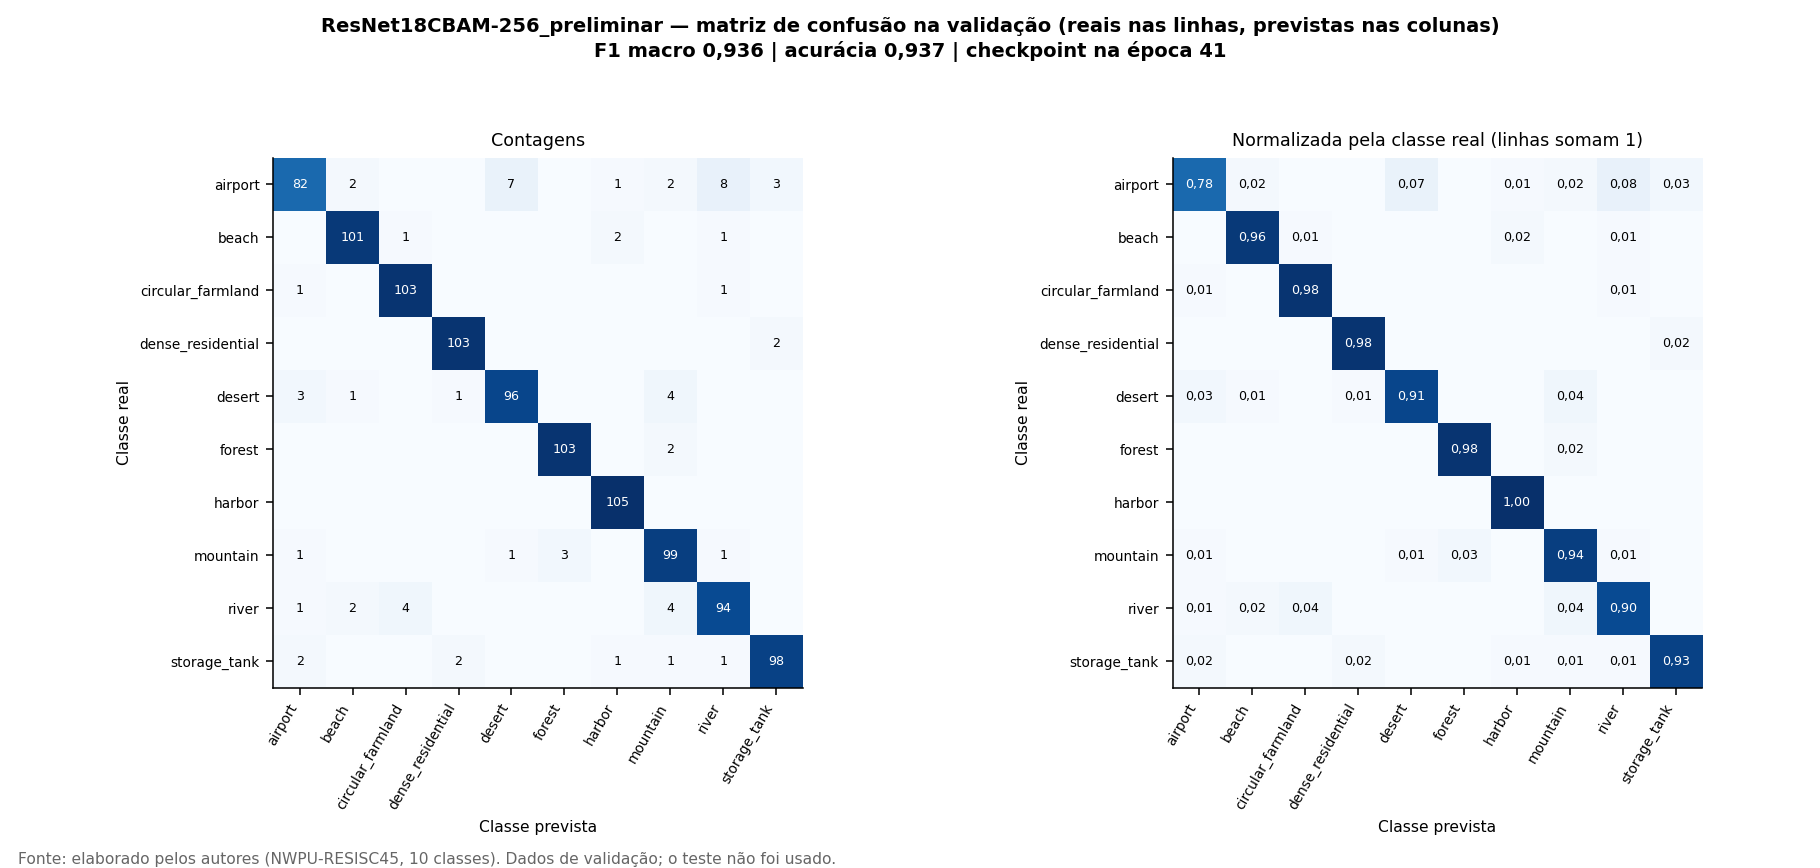 ResNet18CBAM-256_preliminar — matriz de confusão na validação (reais nas linhas, previstas nas colunas)
F1 macro 0,936 | acurácia 0,937 | checkpoint na época 41
Contagens
airport 82 2 7 1 2 8 3
beach 101 1 2 1
circular_farmland 1 103 1
dense_residential 103 2
desert 3 1 1 96 4
forest 103 2
harbor 105
mountain 1 1 3 99 1
river 1 2 4 4 94
storage_tank 2 2 1 1 1 98
Classe real
airport beach circular_farmland dense_residential desert forest harbor mountain river storage_tank
Classe prevista
Normalizada pela classe real (linhas somam 1)
airport 0,78 0,02 0,07 0,01 0,02 0,08 0,03
beach 0,96 0,01 0,02 0,01
circular_farmland 0,01 0,98 0,01
dense_residential 0,98 0,02
desert 0,03 0,01 0,01 0,91 0,04
forest 0,98 0,02
harbor 1,00
mountain 0,01 0,01 0,03 0,94 0,01
river 0,01 0,02 0,04 0,04 0,90
storage_tank 0,02 0,02 0,01 0,01 0,01 0,93
Classe real
airport beach circular_farmland dense_residential desert forest harbor mountain river storage_tank
Classe prevista
Fonte: elaborado pelos autores (NWPU-RESISC45, 10 classes). Dados de validação; o teste não foi usado.